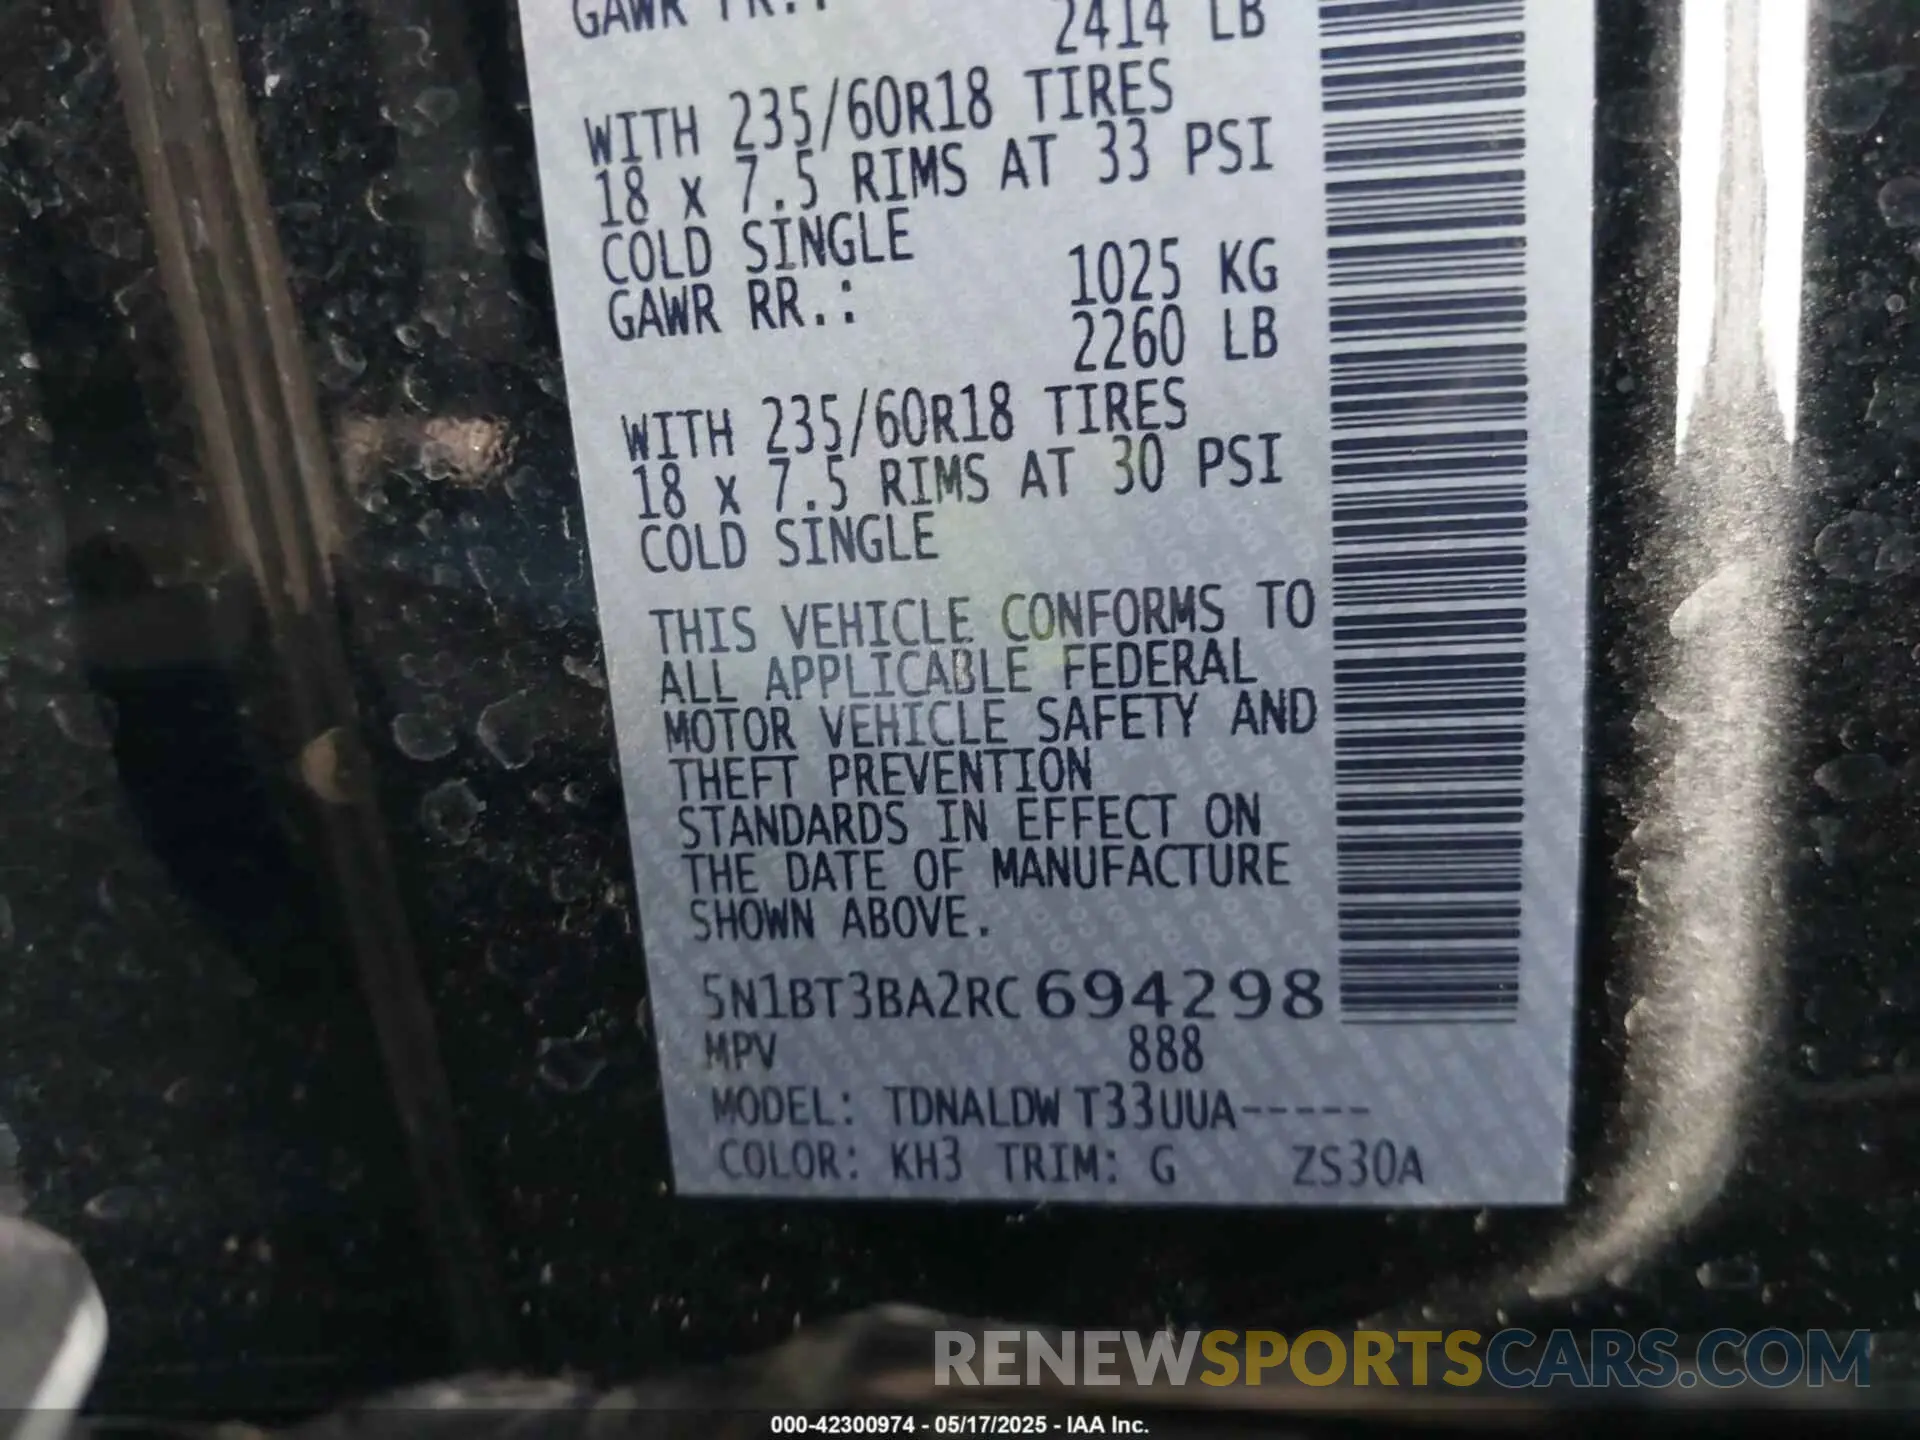 GAWR FR.:
2414 LB
WITH 235/60R18 TIRES
18 x 7.5 RIMS AT 33 PSI
COLD SINGLE
GAWR RR.: 1025 KG
2260 LB
WITH 235/60R18 TIRES
18 x 7.5 RIMS AT 30 PSI
COLD SINGLE
THIS VEHICLE CONFORMS TO
ALL APPLICABLE FEDERAL
MOTOR VEHICLE SAFETY AND
THEFT PREVENTION
STANDARDS IN EFFECT ON
THE DATE OF MANUFACTURE
SHOWN ABOVE.
5N1BT3BA2RC694298
MPV 888
MODEL: TDNALDW T33UUA-----
COLOR: KH3 TRIM: G ZS30A
RENEWSPORTSCARS.COM
000-42300974 - 05/17/2025 - IAA Inc.